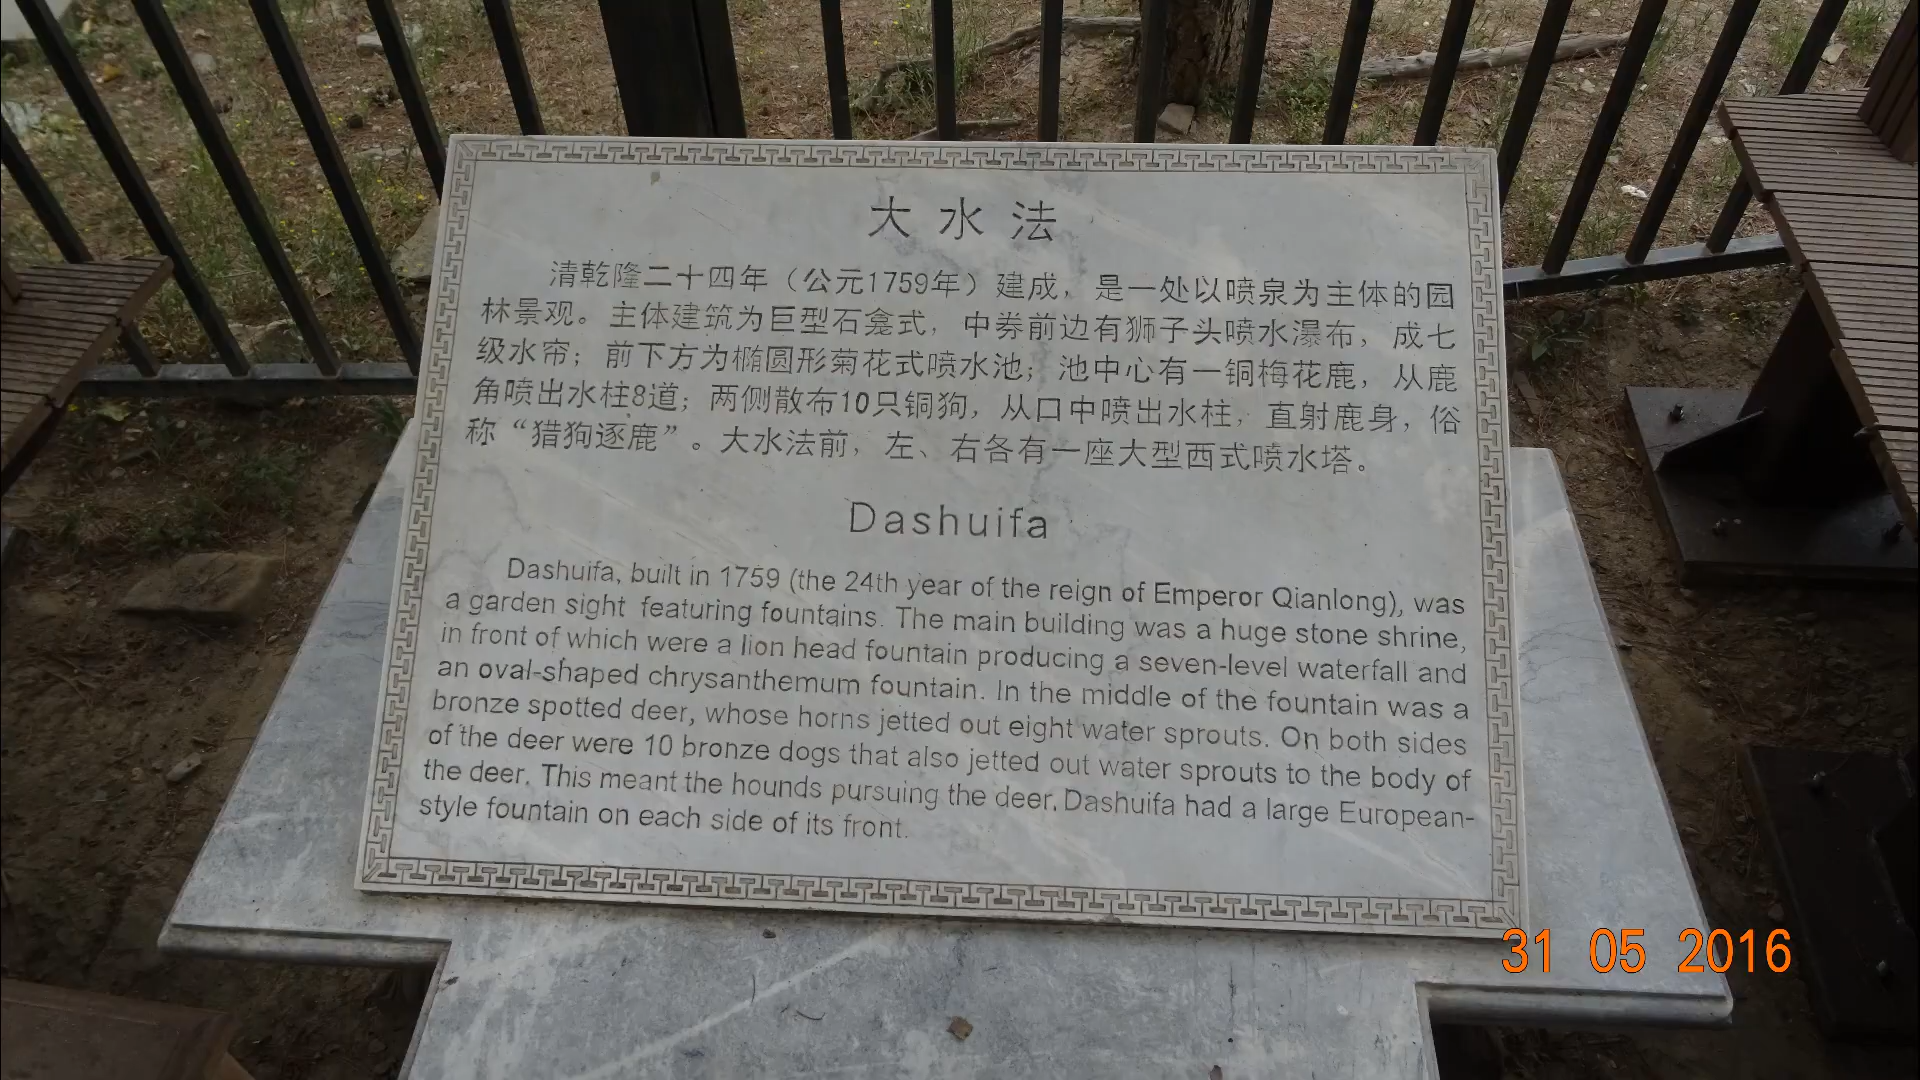 大水法
清乾隆二十四年（公元1759年）建成，是一处以喷泉为主体的园
林景观。主体建筑为巨型石龛式，中券前边有狮子头喷水瀑布，成七
级水帘；前下方为椭圆形菊花式喷水池；池中心有一铜梅花鹿，从鹿
角喷出水柱8道；两侧散布10只铜狗，从口中喷出水柱，直射鹿身，俗
称“猎狗逐鹿”。大水法前，左、右各有一座大型西式喷水塔。
Dashuifa
Dashuifa, built in 1759 (the 24th year of the reign of Emperor Qianlong), was
a garden sight featuring fountains. The main building was a huge stone shrine,
in front of which were a lion head fountain producing a seven-level waterfall and
an oval-shaped chrysanthemum fountain. In the middle of the fountain was a
bronze spotted deer, whose horns jetted out eight water sprouts. On both sides
of the deer were 10 bronze dogs that also jetted out water sprouts to the body of
the deer. This meant the hounds pursuing the deer. Dashuifa had a large European-
style fountain on each side of its front.
31 05 2016